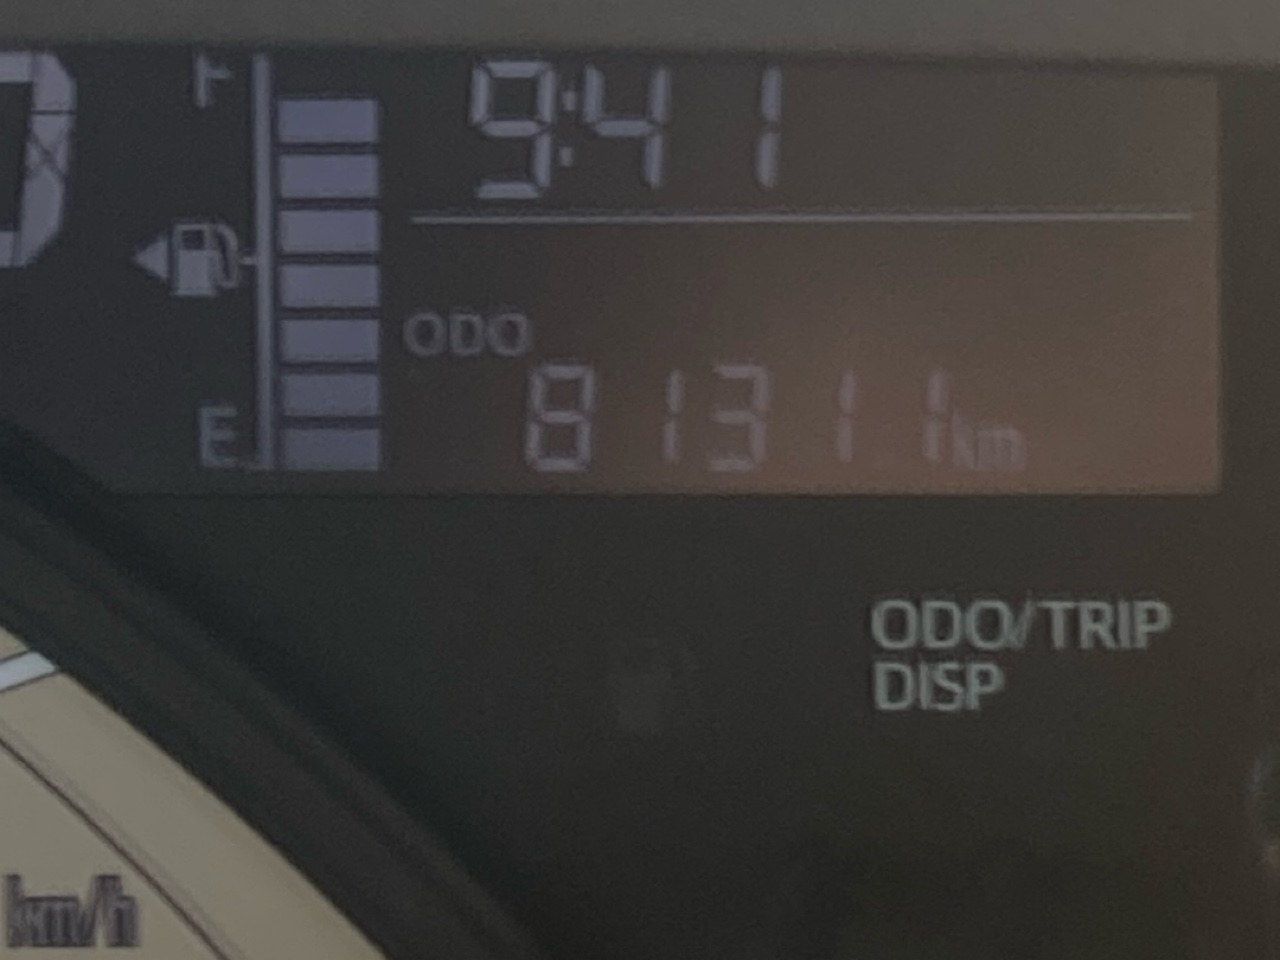 F
9:41
ODO
81311 km
E
ODO/TRIP
DISP
km/h